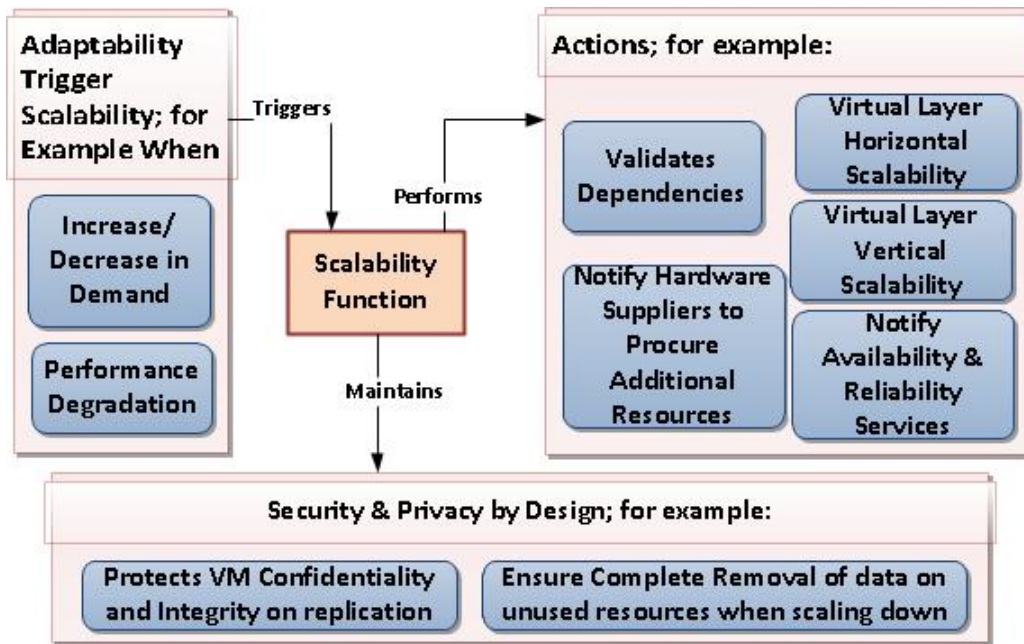 Adaptability
Trigger
Scalability; for
Example When
Increase/
Decrease in
Demand
Performance
Degradation
Triggers
Scalability
Function
Performs
Maintains
Actions; for example:
Validates
Dependencies
Virtual Layer
Horizontal
Scalability
Virtual Layer
Vertical
Scalability
Notify Hardware
Suppliers to
Procure
Additional
Resources
Notify
Availability &
Reliability
Services
Security & Privacy by Design; for example:
Protects VM Confidentiality
and Integrity on replication
Ensure Complete Removal of data on
unused resources when scaling down